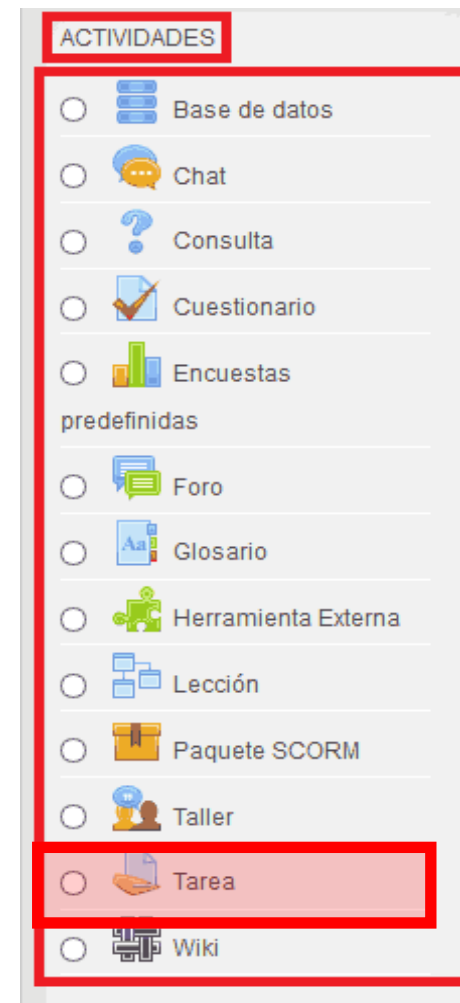 ACTIVIDADES
Base de datos
Chat
Consulta
Cuestionario
Encuestas
predefinidas
Foro
Aa
Glosario
Herramienta Externa
Lección
Paquete SCORM
Taller
Tarea
Wiki